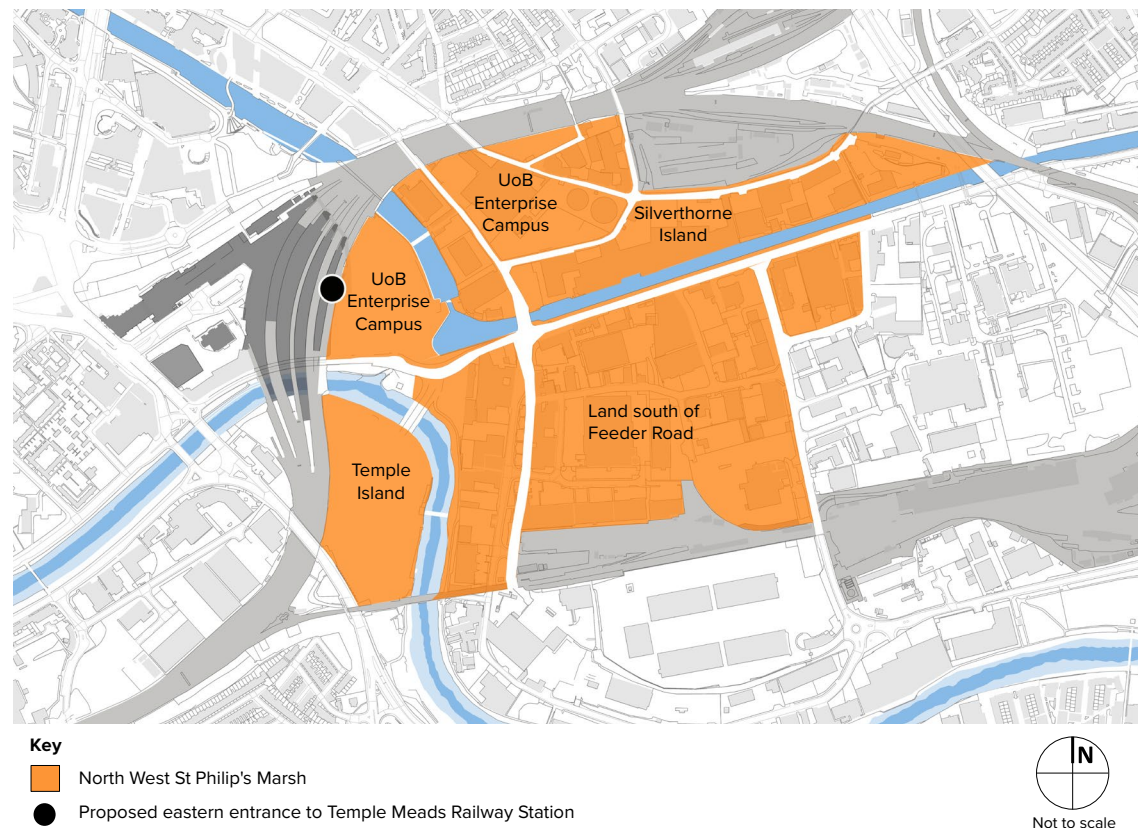 UoB
Enterprise
Campus
Silverthorne
Island
UoB
Enterprise
Campus
Land south of
Feeder Road
Temple
Island
Key
North West St Philip's Marsh
Proposed eastern entrance to Temple Meads Railway Station
N
Not to scale